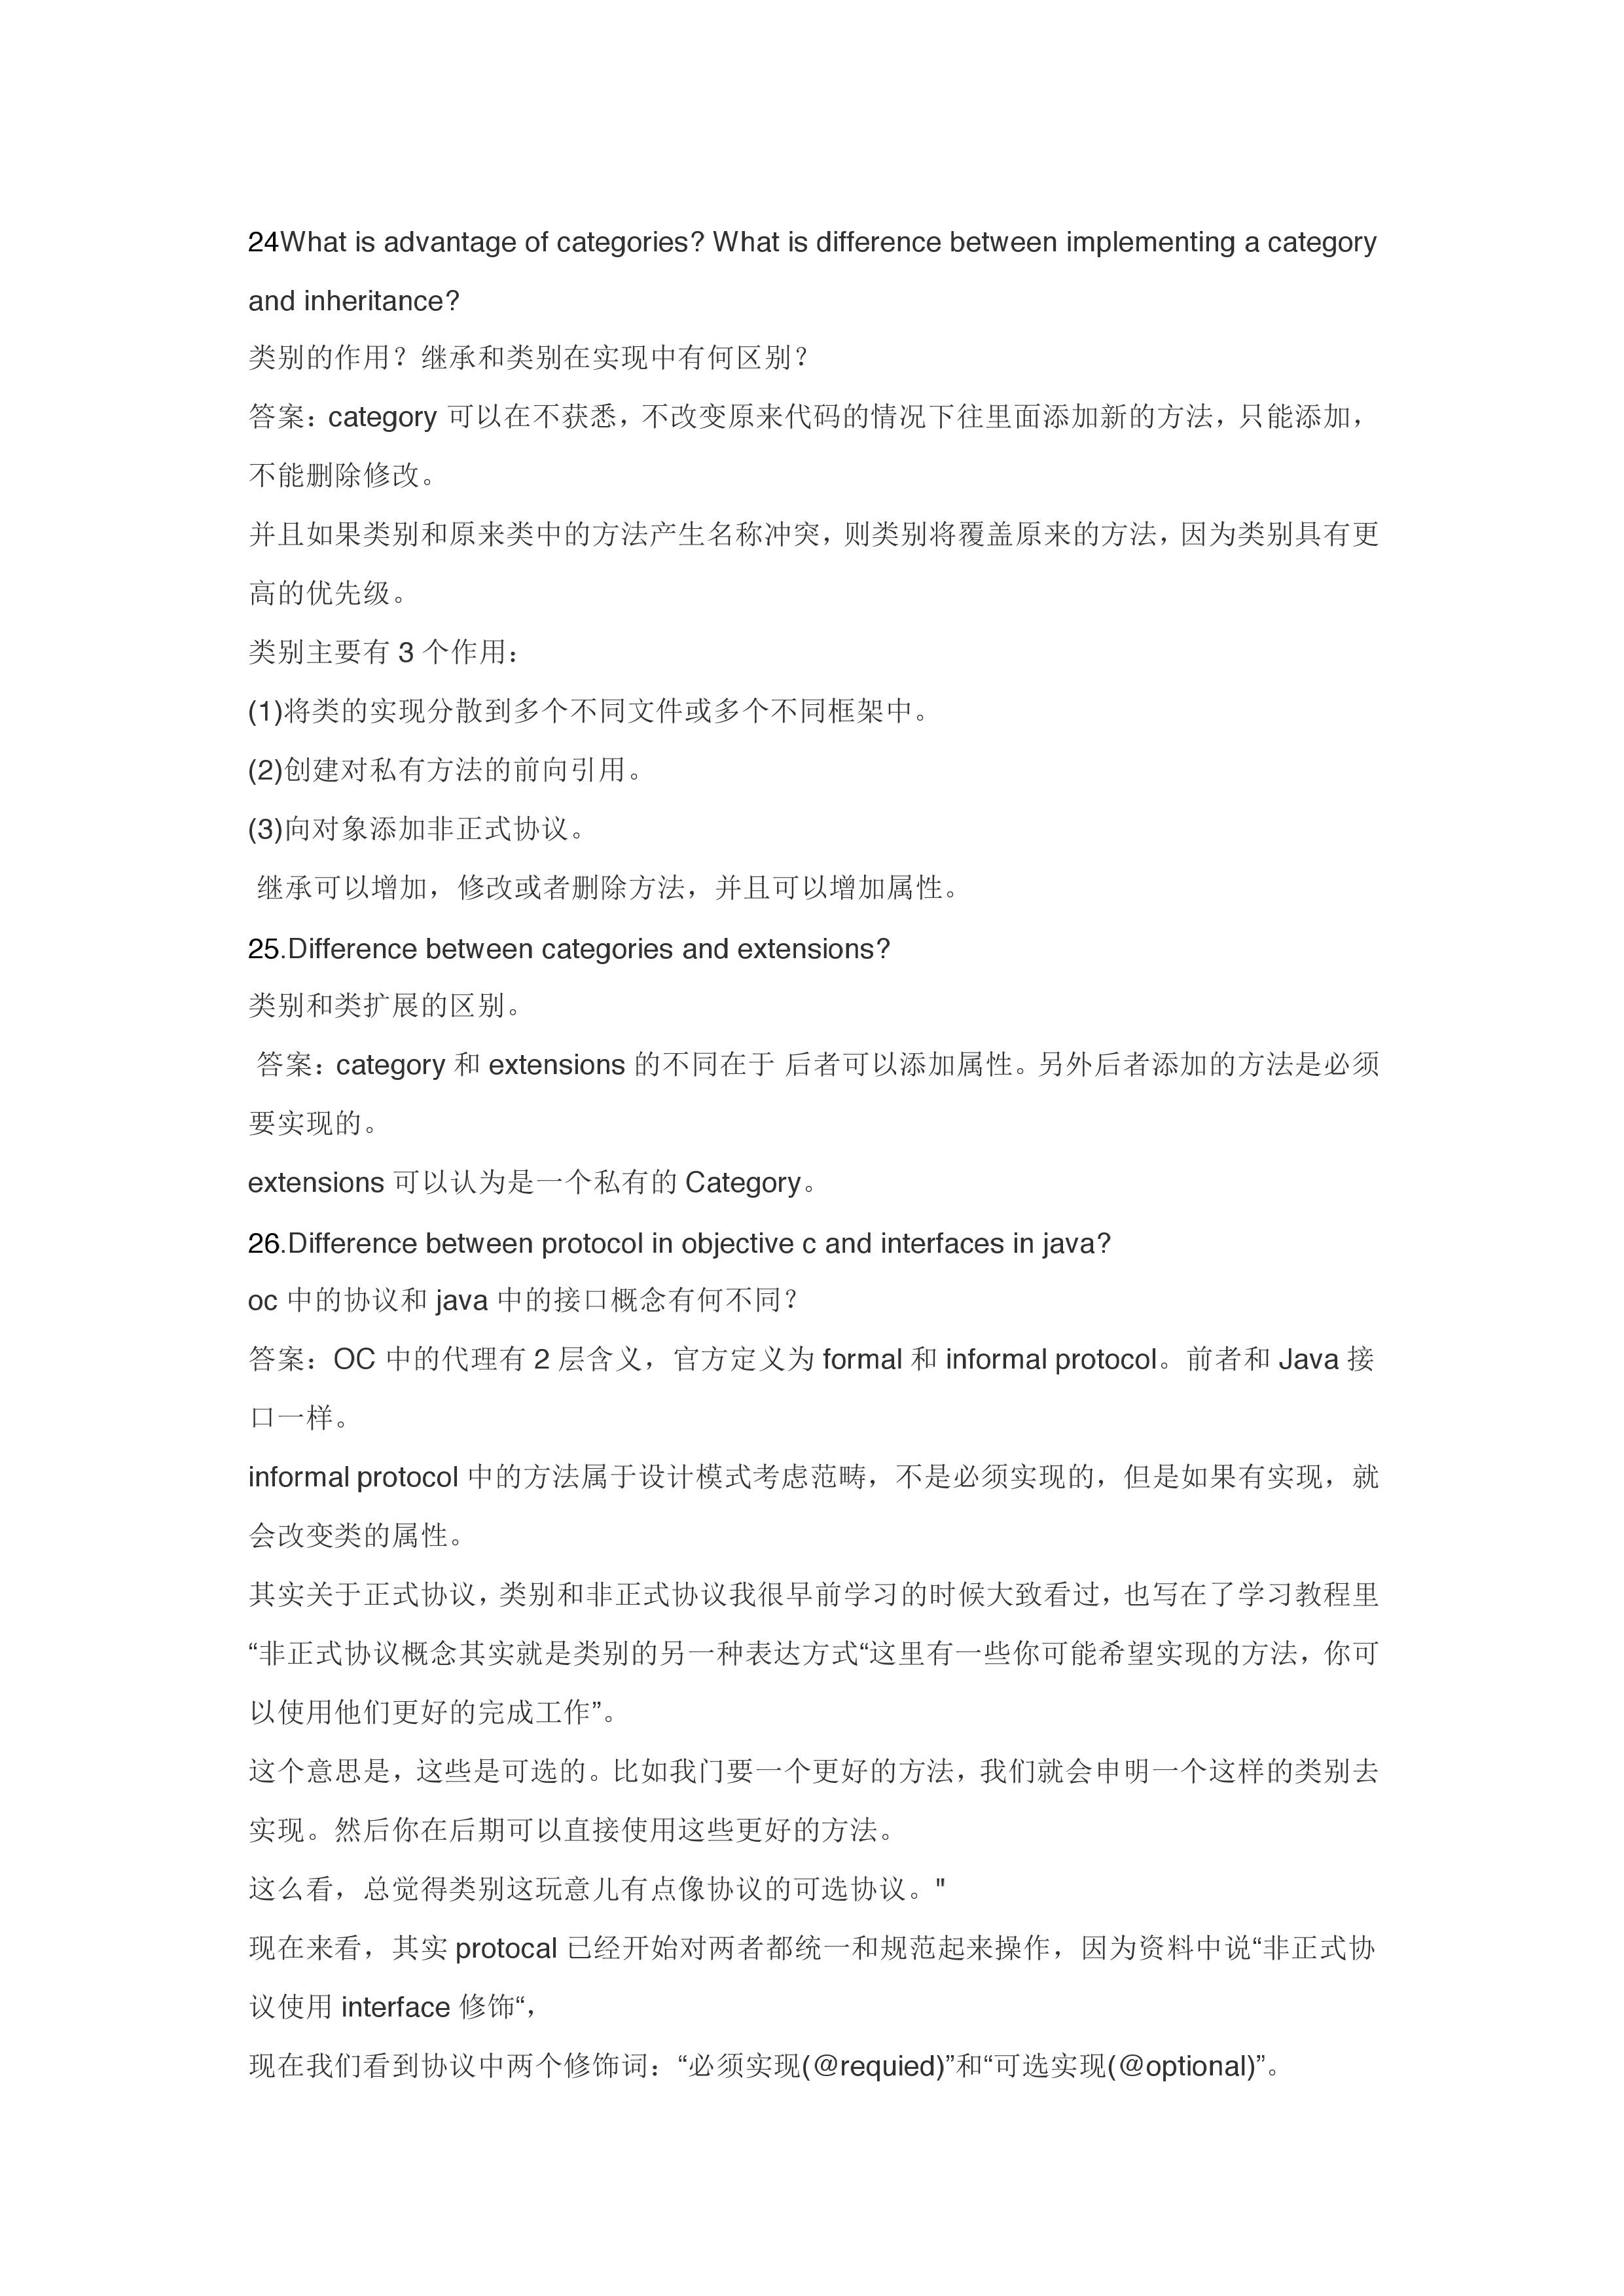 24What is advantage of categories? What is difference between implementing a category
and inheritance?
类别的作用？继承和类别在实现中有何区别？
答案：category 可以在不获悉，不改变原来代码的情况下往里面添加新的方法，只能添加，
不能删除修改。
并且如果类别和原来类中的方法产生名称冲突，则类别将覆盖原来的方法，因为类别具有更
高的优先级。
类别主要有 3 个作用：
(1)将类的实现分散到多个不同文件或多个不同框架中。
(2)创建对私有方法的前向引用。
(3)向对象添加非正式协议。
继承可以增加，修改或者删除方法，并且可以增加属性。
25.Difference between categories and extensions?
类别和类扩展的区别。
答案：category 和 extensions 的不同在于 后者可以添加属性。另外后者添加的方法是必须
要实现的。
extensions 可以认为是一个私有的 Category。
26.Difference between protocol in objective c and interfaces in java?
oc 中的协议和 java 中的接口概念有何不同？
答案：OC 中的代理有 2 层含义，官方定义为 formal 和 informal protocol。前者和 Java 接
口一样。
informal protocol 中的方法属于设计模式考虑范畴，不是必须实现的，但是如果有实现，就
会改变类的属性。
其实关于正式协议，类别和非正式协议我很早前学习的时候大致看过，也写在了学习教程里
“非正式协议概念其实就是类别的另一种表达方式“这里有一些你可能希望实现的方法，你可
以使用他们更好的完成工作”。
这个意思是，这些是可选的。比如我门要一个更好的方法，我们就会申明一个这样的类别去
实现。然后你在后期可以直接使用这些更好的方法。
这么看，总觉得类别这玩意儿有点像协议的可选协议。"
现在来看，其实 protocal 已经开始对两者都统一和规范起来操作，因为资料中说“非正式协
议使用 interface 修饰“，
现在我们看到协议中两个修饰词：“必须实现(@requied)”和“可选实现(@optional)”。